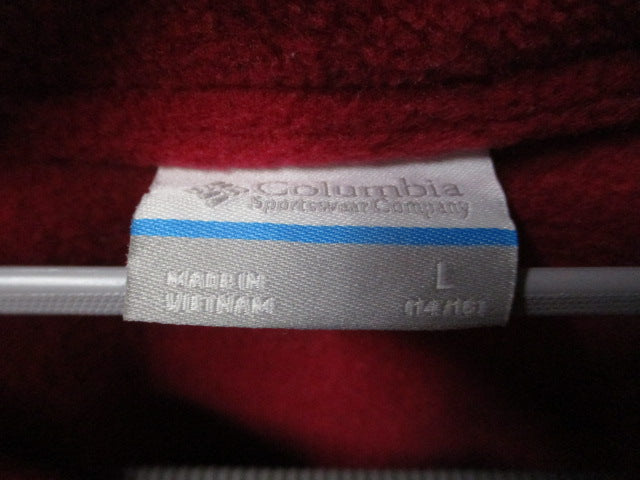 Columbia
Sportswear Company
MADE IN
VIETNAM
L
(14/16)